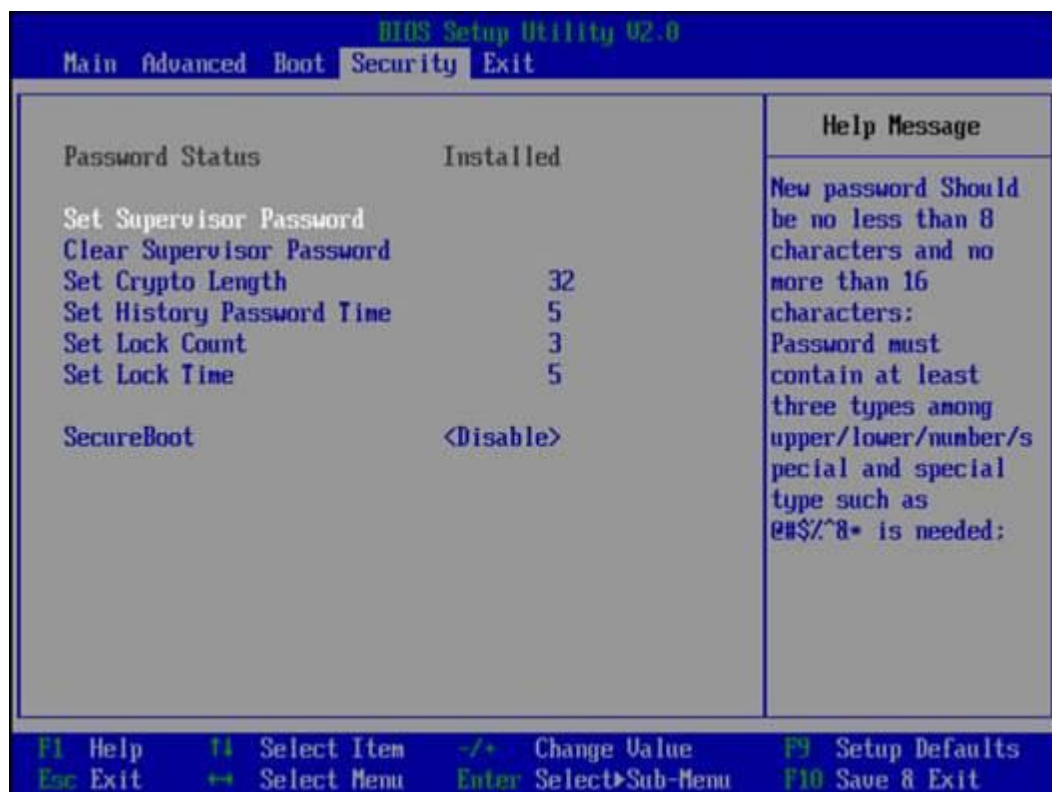 BIOS Setup Utility V2.0
Main Advanced Boot Security Exit
Password Status Installed
Set Supervisor Password
Clear Supervisor Password
Set Crypto Length 32
Set History Password Time 5
Set Lock Count 3
Set Lock Time 5
SecureBoot <Disable>
Help Message
New password Should
be no less than 8
characters and no
more than 16
characters;
Password must
contain at least
three types among
upper/lower/number/s
pecial and special
type such as
@#$%^&* is needed;
F1 Help ↑↓ Select Item -/+ Change Value F9 Setup Defaults
Esc Exit ↔ Select Menu Enter Select▶Sub-Menu F10 Save & Exit